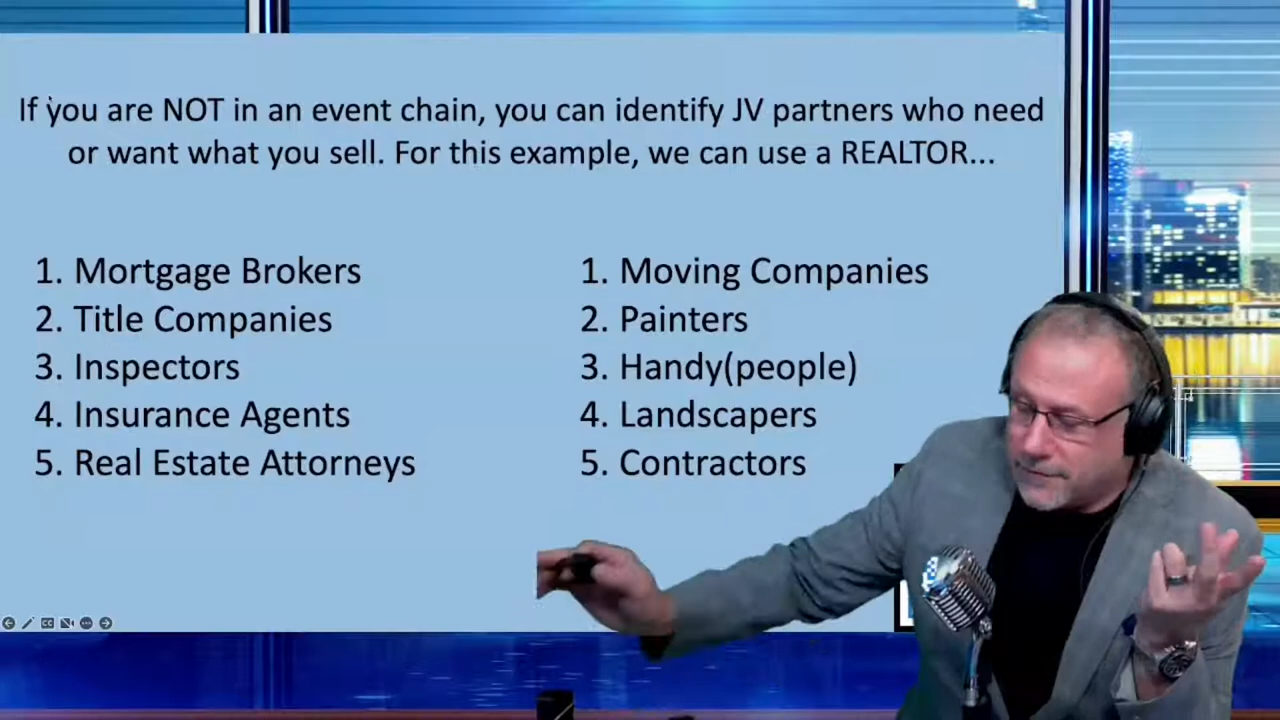 If you are NOT in an event chain, you can identify JV partners who need
or want what you sell. For this example, we can use a REALTOR...
1. Mortgage Brokers
2. Title Companies
3. Inspectors
4. Insurance Agents
5. Real Estate Attorneys
1. Moving Companies
2. Painters
3. Handy(people)
4. Landscapers
5. Contractors